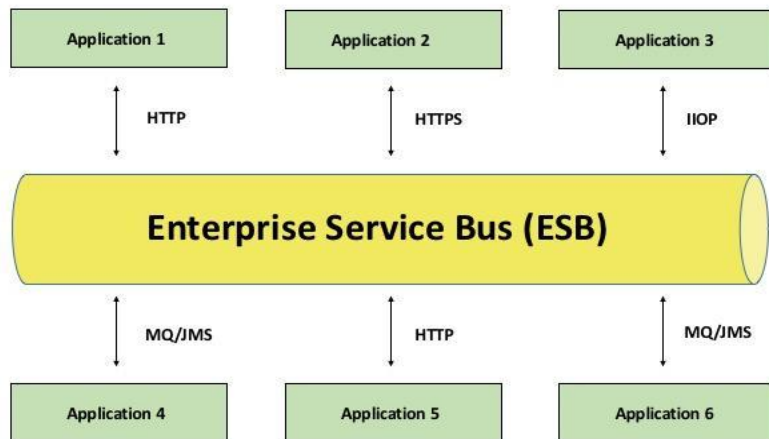 Application 1
Application 2
Application 3
HTTP
HTTPS
IIOP
Enterprise Service Bus (ESB)
MQ/JMS
HTTP
MQ/JMS
Application 4
Application 5
Application 6